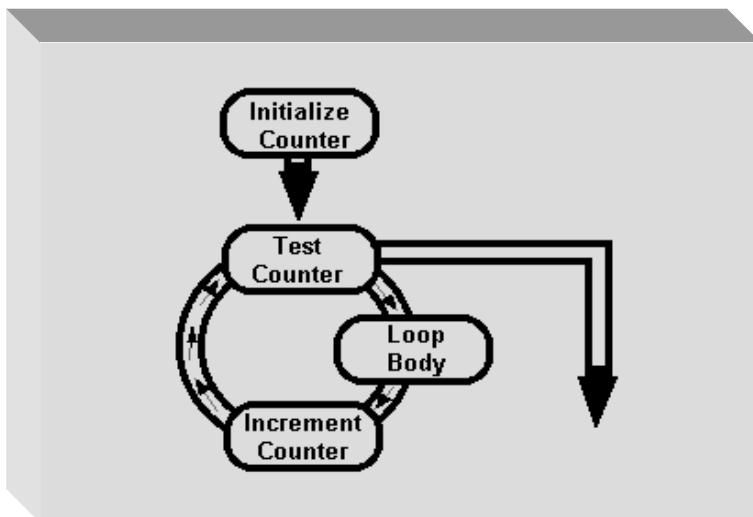 Initialize
Counter
Test
Counter
Loop
Body
Increment
Counter